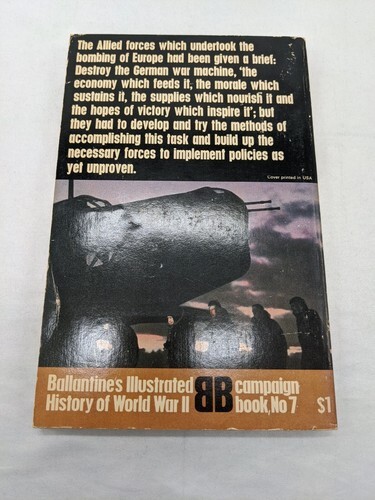 The Allied forces which undertook the
bombing of Europe had been given a brief:
Destroy the German war machine, 'the
economy which feeds it, the morale which
sustains it, the supplies which nourish it and
the hopes of victory which inspire it'; but
they had to develop and try the methods of
accomplishing this task and build up the
necessary forces to implement policies as
yet unproven.
Cover printed in USA
Ballantine's Illustrated BB campaign
History of World War II book, No 7 $1